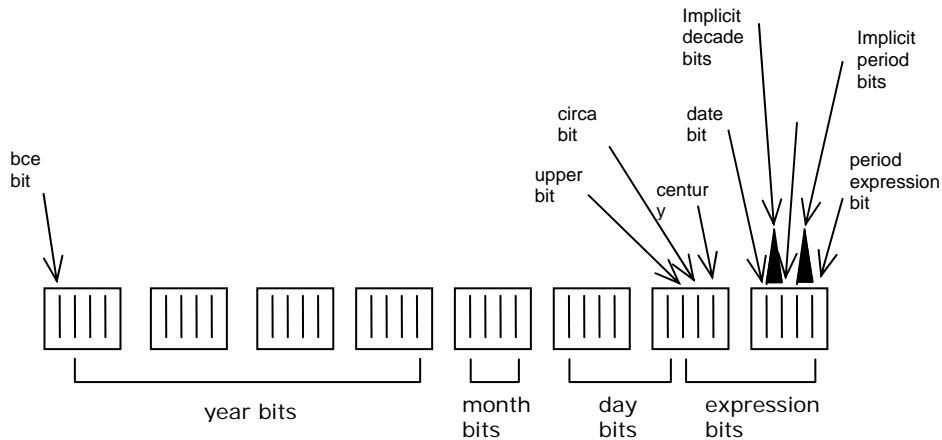 Implicit
decade
bits
Implicit
period
bits
circa
bit
date
bit
bce
bit
upper
bit
centur
y
period
expression
bit
year bits
month
bits
day
bits
expression
bits